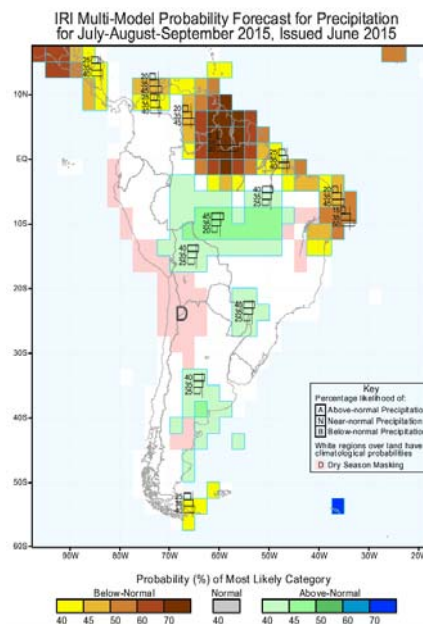 IRI Multi-Model Probability Forecast for Precipitation
for July-August-September 2015, Issued June 2015
10N
EQ
10S
20S
30S
40S
50S
60S
90W
80W
70W
60W
50W
40W
30W
D
Key
Percentage likelihood of:
A Above-normal Precipitation
N Near-normal Precipitation
B Below-normal Precipitation
White regions over land have
climatological probabilities
D Dry Season Masking
Probability (%) of Most Likely Category
Below-Normal Normal Above-Normal
40 45 50 60 70 40 40 45 50 60 70